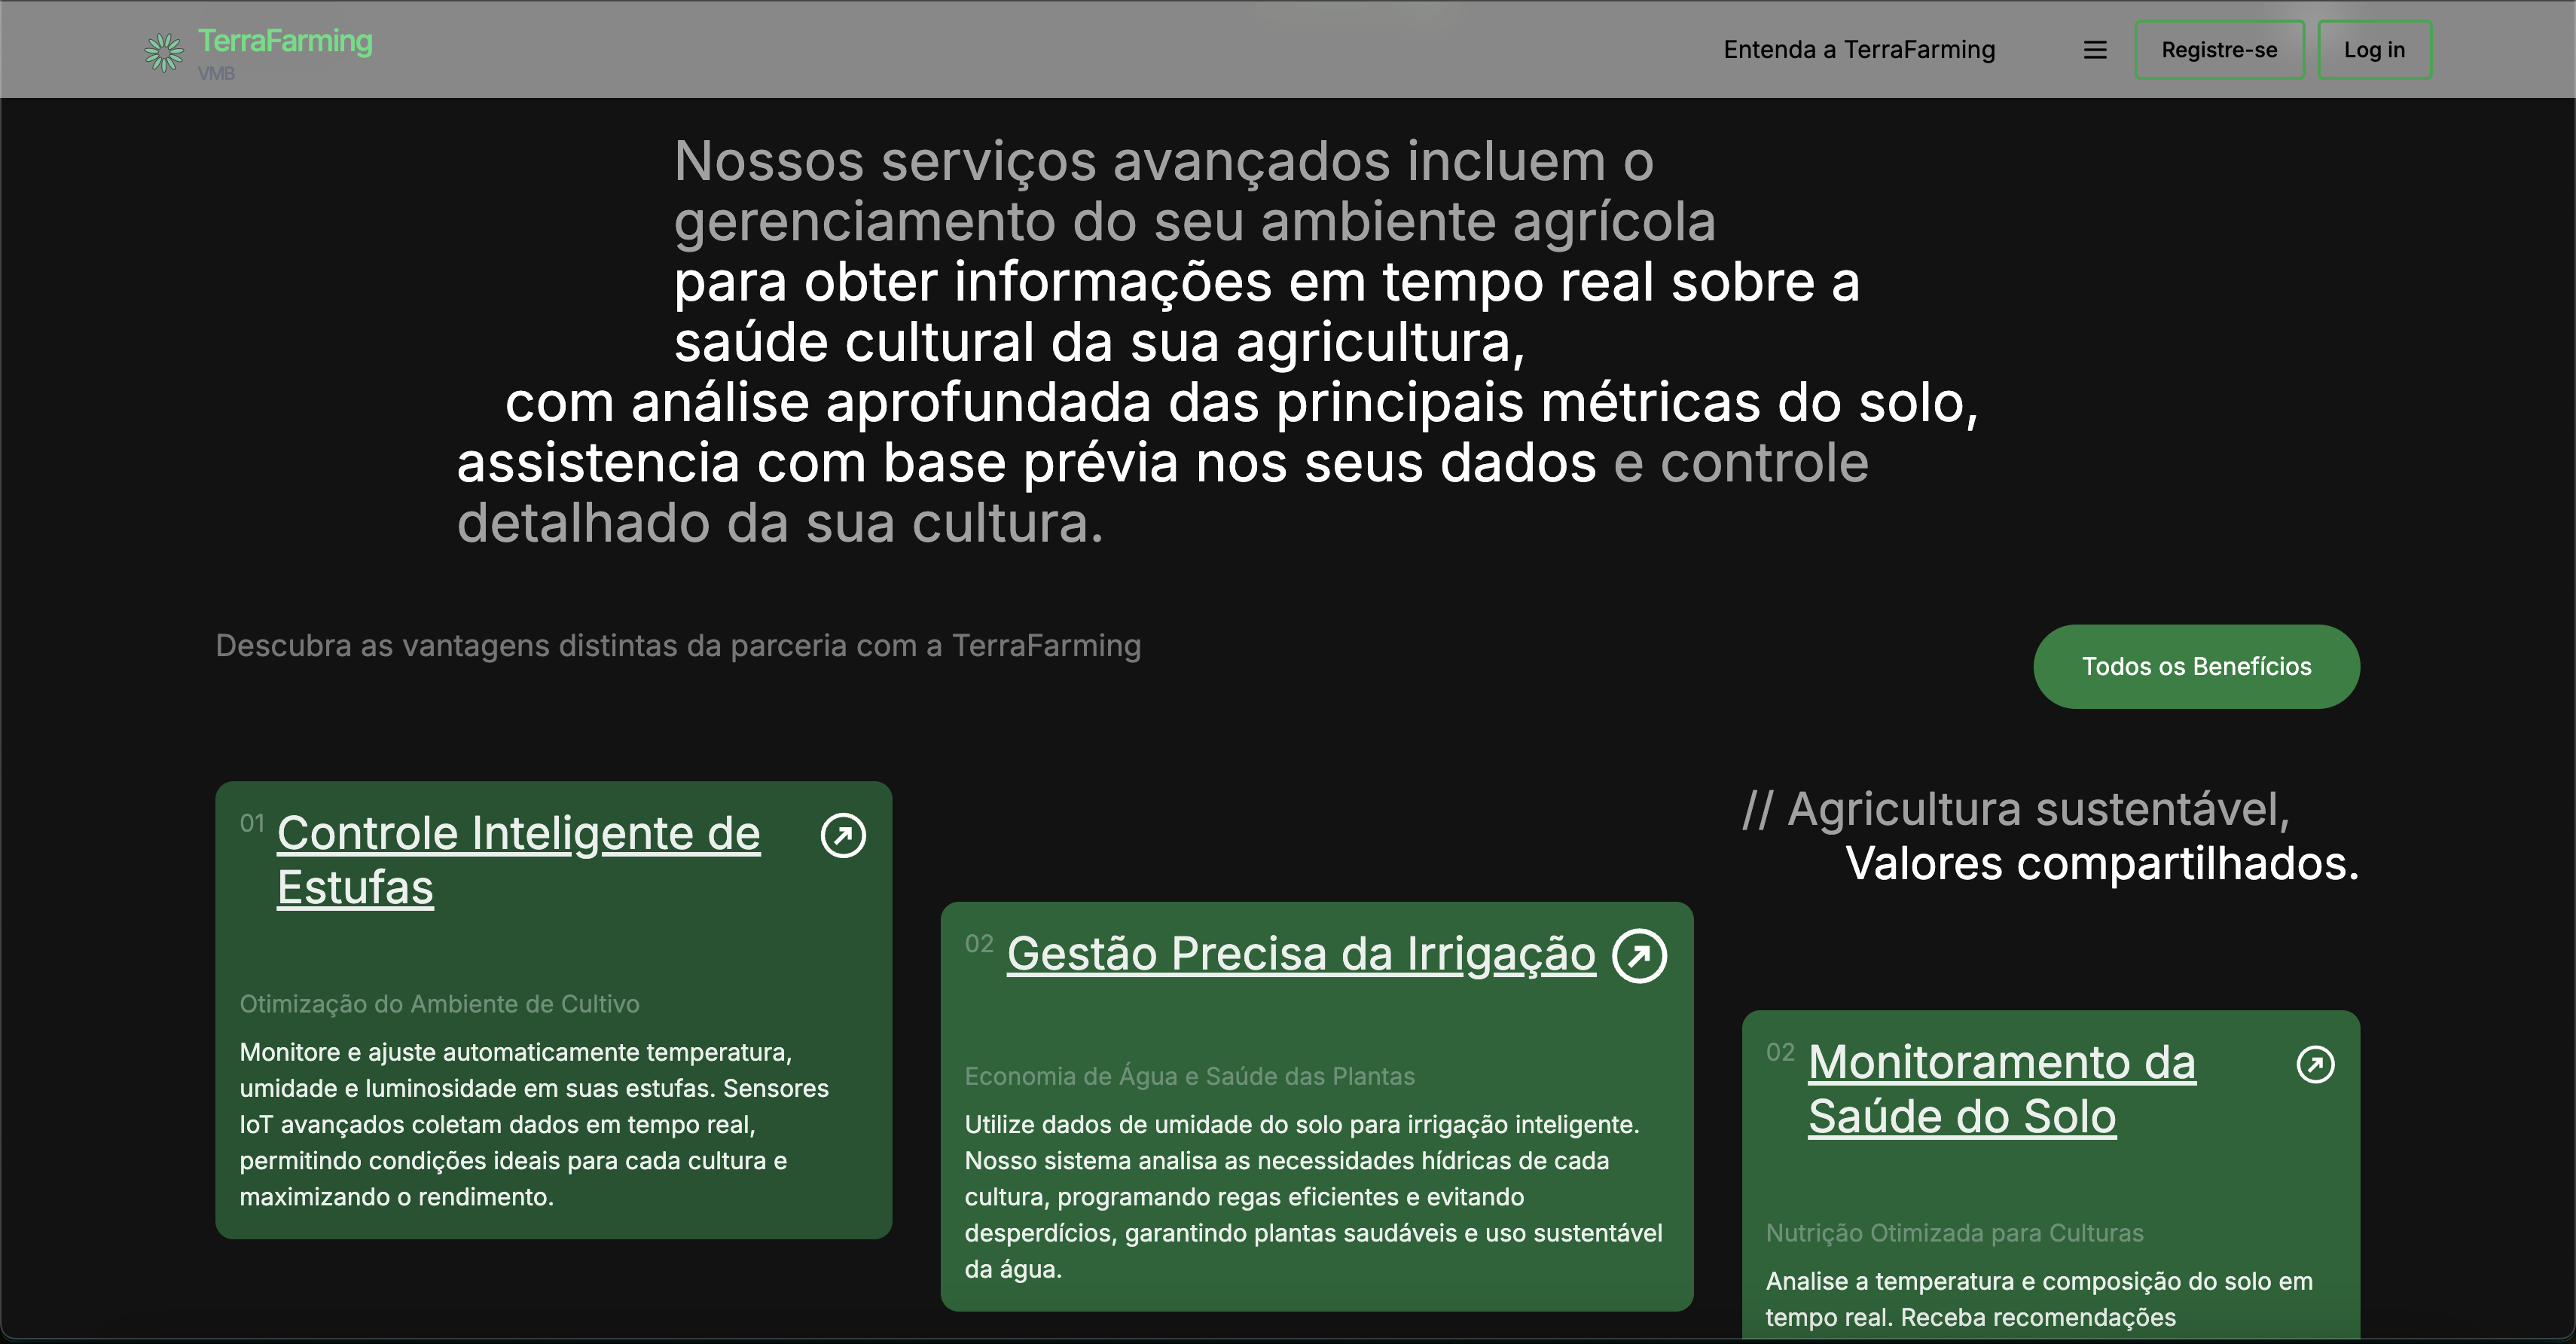 TerraFarming
VMB
Entenda a TerraFarming
Registre-se
Log in
Nossos serviços avançados incluem o
gerenciamento do seu ambiente agrícola
para obter informações em tempo real sobre a
saúde cultural da sua agricultura,
com análise aprofundada das principais métricas do solo,
assistencia com base prévia nos seus dados e controle
detalhado da sua cultura.
Descubra as vantagens distintas da parceria com a TerraFarming
Todos os Benefícios
// Agricultura sustentável,
Valores compartilhados.
01
Controle Inteligente de
Estufas
Otimização do Ambiente de Cultivo
Monitore e ajuste automaticamente temperatura,
umidade e luminosidade em suas estufas. Sensores
IoT avançados coletam dados em tempo real,
permitindo condições ideais para cada cultura e
maximizando o rendimento.
02
Gestão Precisa da Irrigação
Economia de Água e Saúde das Plantas
Utilize dados de umidade do solo para irrigação inteligente.
Nosso sistema analisa as necessidades hídricas de cada
cultura, programando regas eficientes e evitando
desperdícios, garantindo plantas saudáveis e uso sustentável
da água.
02
Monitoramento da
Saúde do Solo
Nutrição Otimizada para Culturas
Analise a temperatura e composição do solo em
tempo real. Receba recomendações